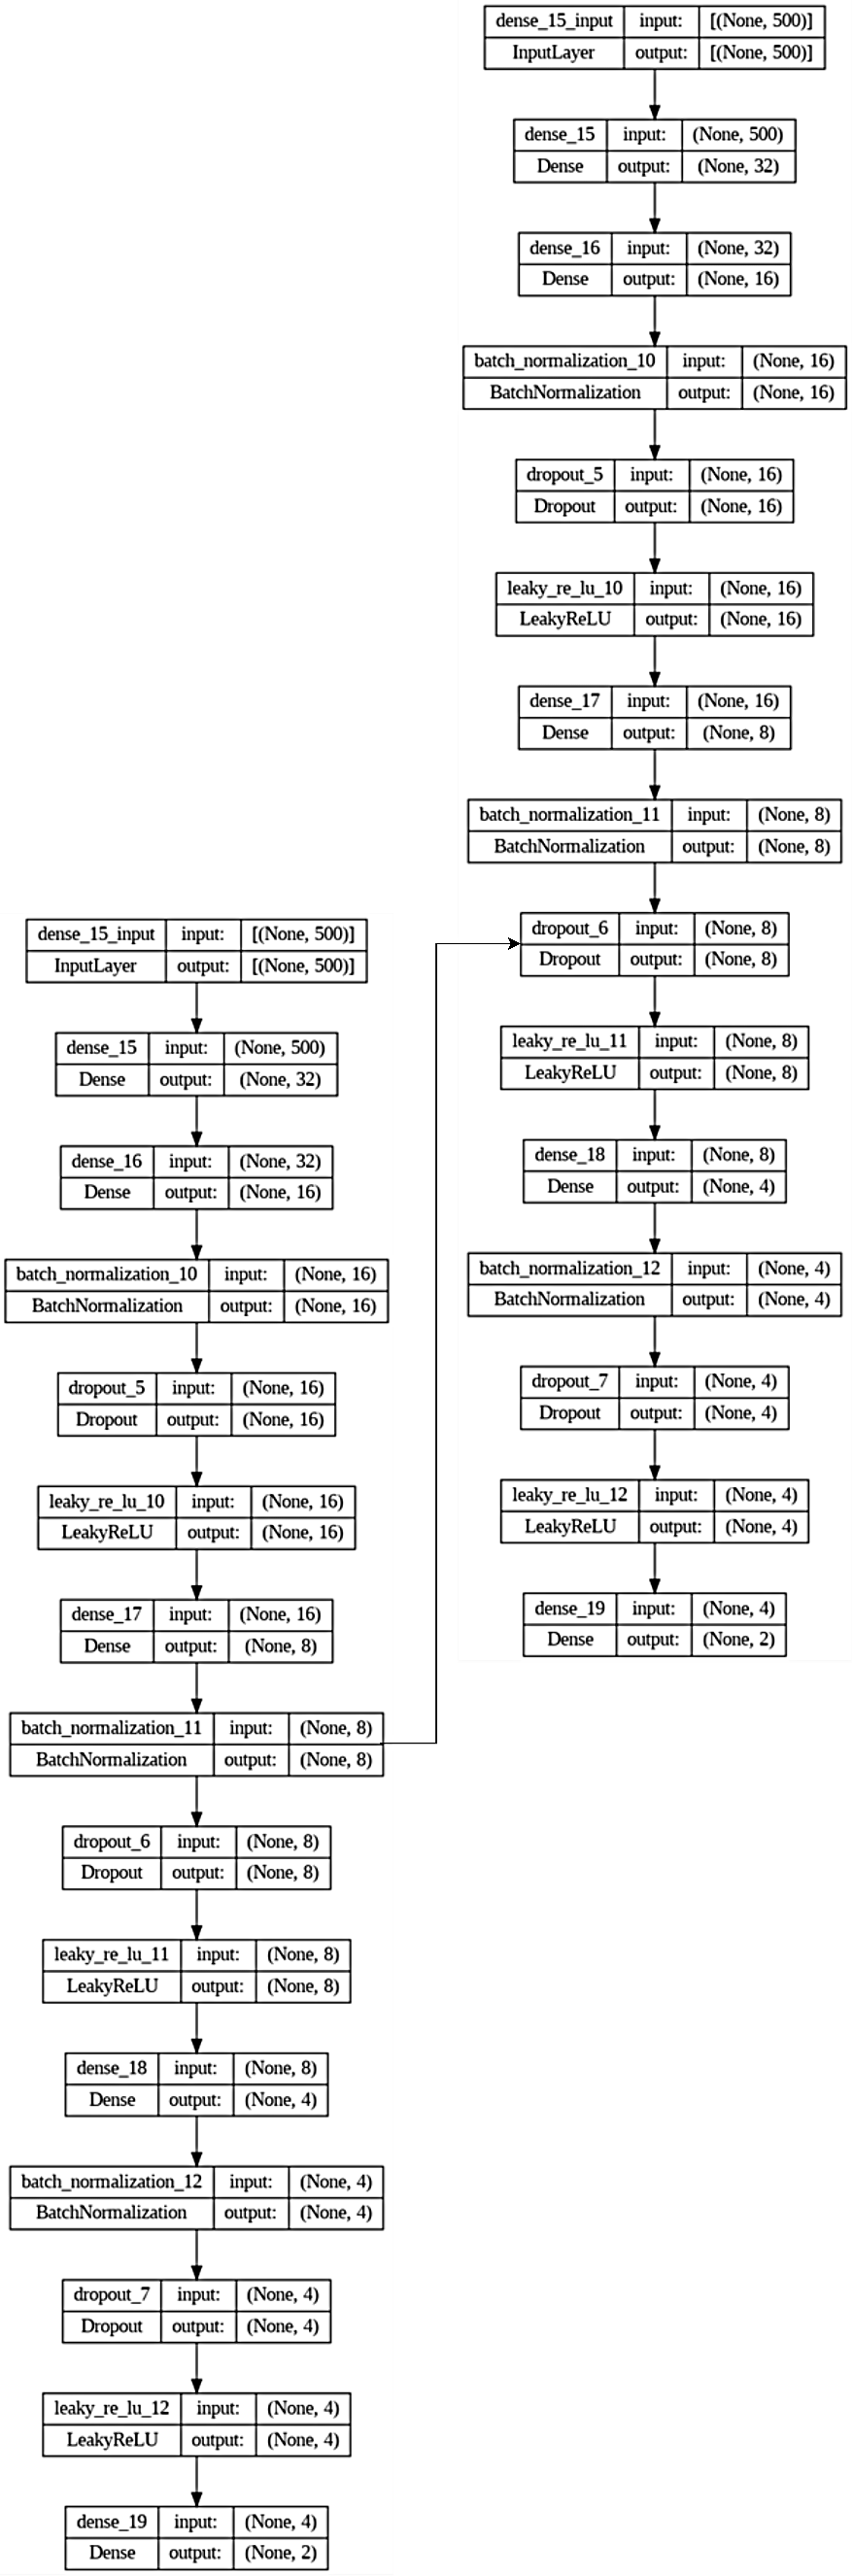 dense_15_input input: [(None, 500)]
InputLayer output: [(None, 500)]
dense_15 input: (None, 500)
Dense output: (None, 32)
dense_16 input: (None, 32)
Dense output: (None, 16)
batch_normalization_10 input: (None, 16)
BatchNormalization output: (None, 16)
dropout_5 input: (None, 16)
Dropout output: (None, 16)
leaky_re_lu_10 input: (None, 16)
LeakyReLU output: (None, 16)
dense_17 input: (None, 16)
Dense output: (None, 8)
batch_normalization_11 input: (None, 8)
BatchNormalization output: (None, 8)
dropout_6 input: (None, 8)
Dropout output: (None, 8)
leaky_re_lu_11 input: (None, 8)
LeakyReLU output: (None, 8)
dense_18 input: (None, 8)
Dense output: (None, 4)
batch_normalization_12 input: (None, 4)
BatchNormalization output: (None, 4)
dropout_7 input: (None, 4)
Dropout output: (None, 4)
leaky_re_lu_12 input: (None, 4)
LeakyReLU output: (None, 4)
dense_19 input: (None, 4)
Dense output: (None, 2)
dense_15_input input: [(None, 500)]
InputLayer output: [(None, 500)]
dense_15 input: (None, 500)
Dense output: (None, 32)
dense_16 input: (None, 32)
Dense output: (None, 16)
batch_normalization_10 input: (None, 16)
BatchNormalization output: (None, 16)
dropout_5 input: (None, 16)
Dropout output: (None, 16)
leaky_re_lu_10 input: (None, 16)
LeakyReLU output: (None, 16)
dense_17 input: (None, 16)
Dense output: (None, 8)
batch_normalization_11 input: (None, 8)
BatchNormalization output: (None, 8)
dropout_6 input: (None, 8)
Dropout output: (None, 8)
leaky_re_lu_11 input: (None, 8)
LeakyReLU output: (None, 8)
dense_18 input: (None, 8)
Dense output: (None, 4)
batch_normalization_12 input: (None, 4)
BatchNormalization output: (None, 4)
dropout_7 input: (None, 4)
Dropout output: (None, 4)
leaky_re_lu_12 input: (None, 4)
LeakyReLU output: (None, 4)
dense_19 input: (None, 4)
Dense output: (None, 2)